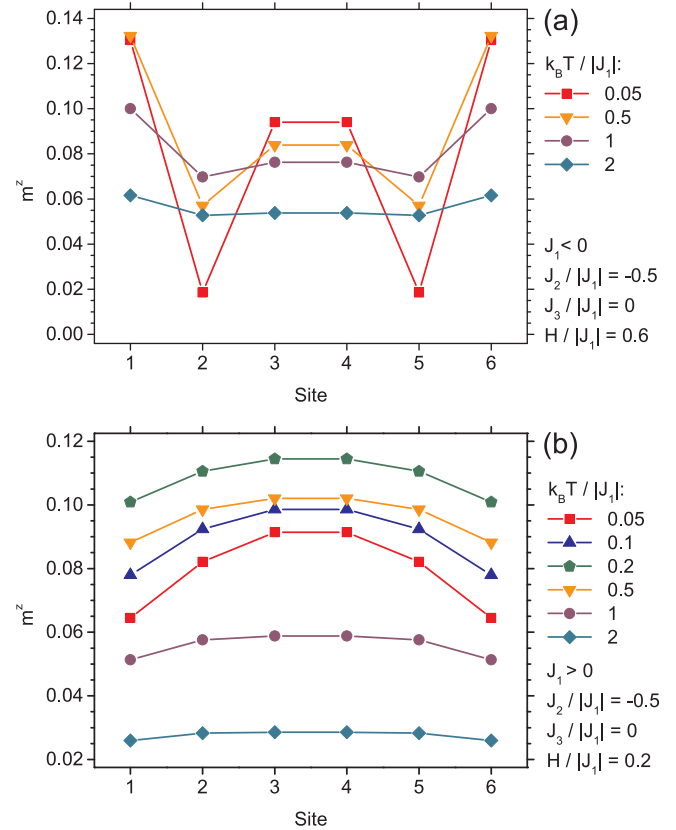 (a)
k_B T / |J_1|:
0.05
0.5
1
2
J_1 < 0
J_2 / |J_1| = -0.5
J_3 / |J_1| = 0
H / |J_1| = 0.6
m^z
0.14
0.12
0.10
0.08
0.06
0.04
0.02
0.00
1 2 3 4 5 6
Site
(b)
k_B T / |J_1|:
0.05
0.1
0.2
0.5
1
2
J_1 > 0
J_2 / |J_1| = -0.5
J_3 / |J_1| = 0
H / |J_1| = 0.2
m^z
0.12
0.10
0.08
0.06
0.04
0.02
1 2 3 4 5 6
Site